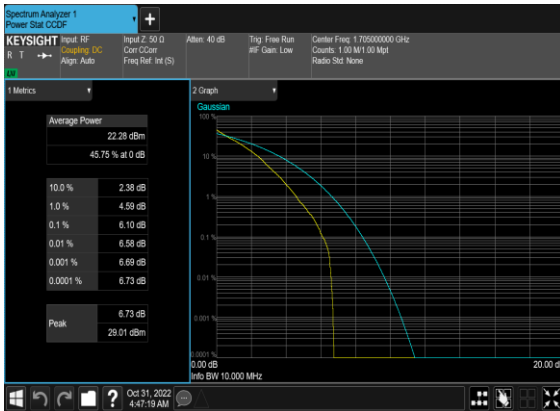 Spectrum Analyzer 1
Power Stat CCDF
+
KEYSIGHT
R T
LXI
Input: RF
Coupling: DC
Align: Auto
Input Z: 50 Ω
Corr CCorr
Freq Ref: Int (S)
Atten: 40 dB
Trig: Free Run
#IF Gain: Low
Center Freq: 1.705000000 GHz
Counts: 1.00 M/1.00 Mpt
Radio Std: None
1 Metrics
Average Power
22.28 dBm
45.75 % at 0 dB
10.0 % 2.38 dB
1.0 % 4.59 dB
0.1 % 6.10 dB
0.01 % 6.58 dB
0.001 % 6.69 dB
0.0001 % 6.73 dB
Peak
6.73 dB
29.01 dBm
2 Graph
Gaussian
100 %
10 %
1 %
0.1 %
0.01 %
0.001 %
0.0001 %
0.00 dB
20.00 d
Info BW 10.000 MHz
?
Oct 31, 2022
4:47:19 AM